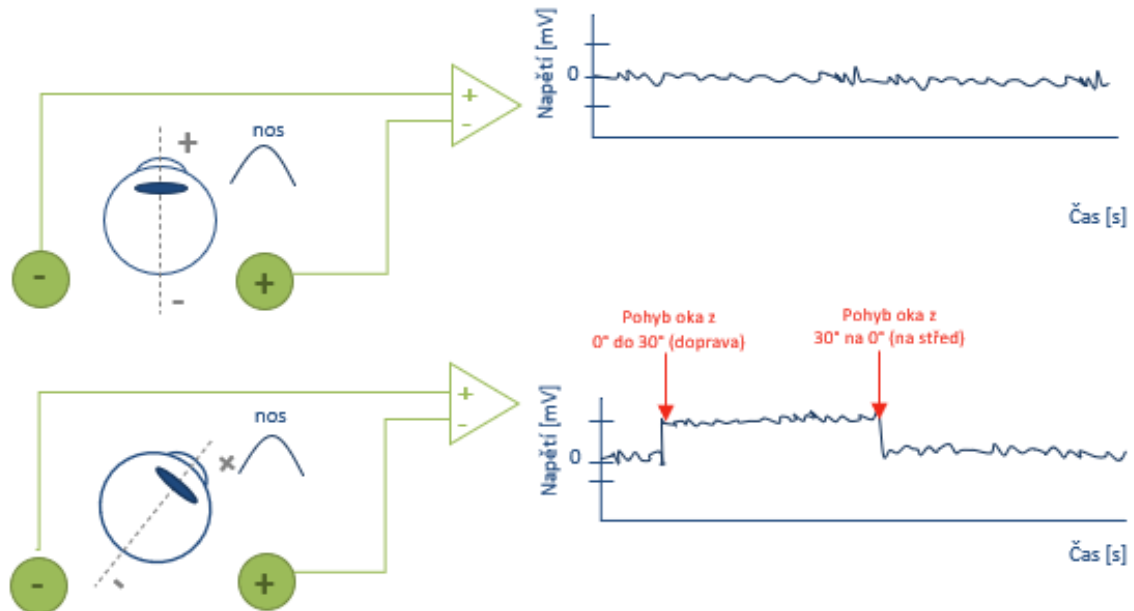 Napětí [mV]
0
+
-
nos
+
-
-
+
Čas [s]
Pohyb oka z
0° do 30° (doprava)
Pohyb oka z
30° na 0° (na střed)
Napětí [mV]
0
+
-
nos
+
-
-
+
Čas [s]